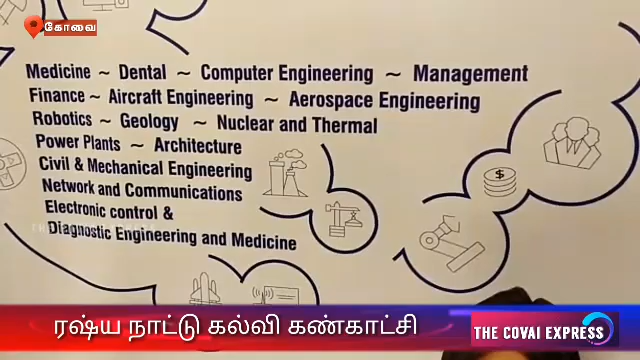 கோவை
Medicine ~ Dental ~ Computer Engineering ~ Management
Finance ~ Aircraft Engineering ~ Aerospace Engineering
Robotics ~ Geology ~ Nuclear and Thermal
Power Plants ~ Architecture
Civil & Mechanical Engineering
Network and Communications
Electronic control &
Diagnostic Engineering and Medicine
ரஷ்ய நாட்டு கல்வி கண்காட்சி
THE COVAI EXPRESS